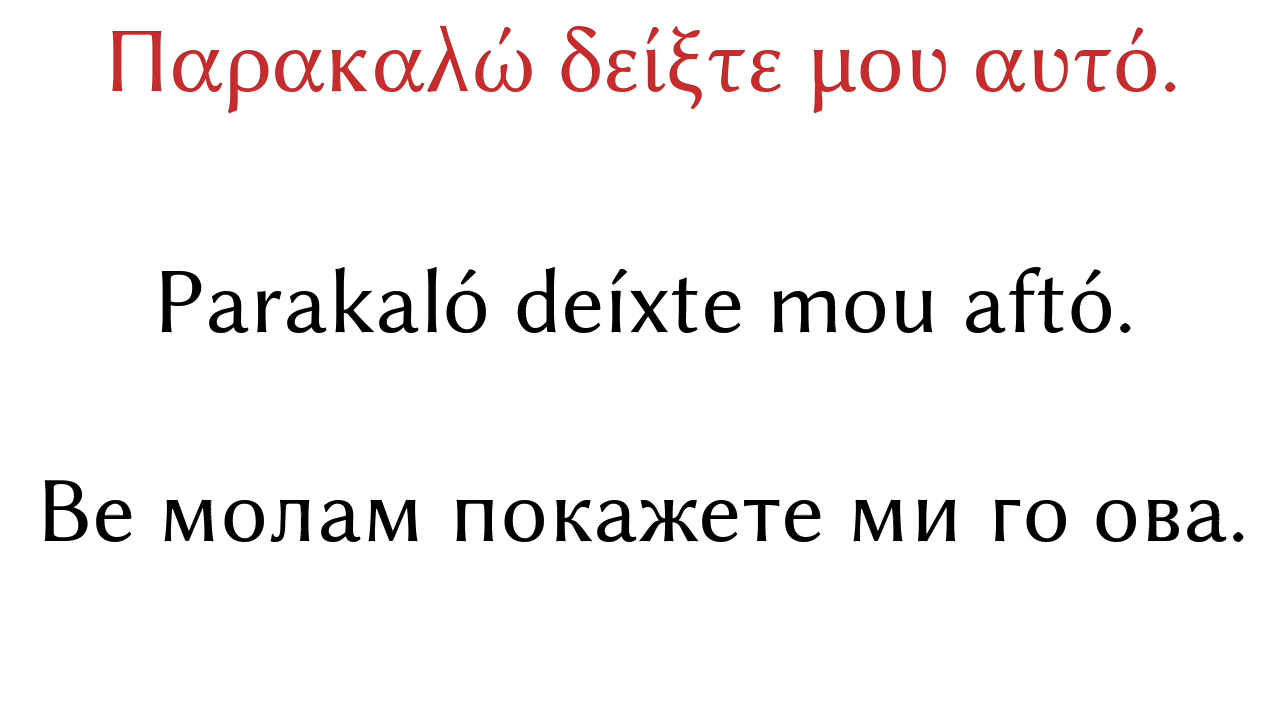 Παρακαλώ δείξτε μου αυτό.
Parakaló deíxte mou aftó.
Ве молам покажете ми го ова.